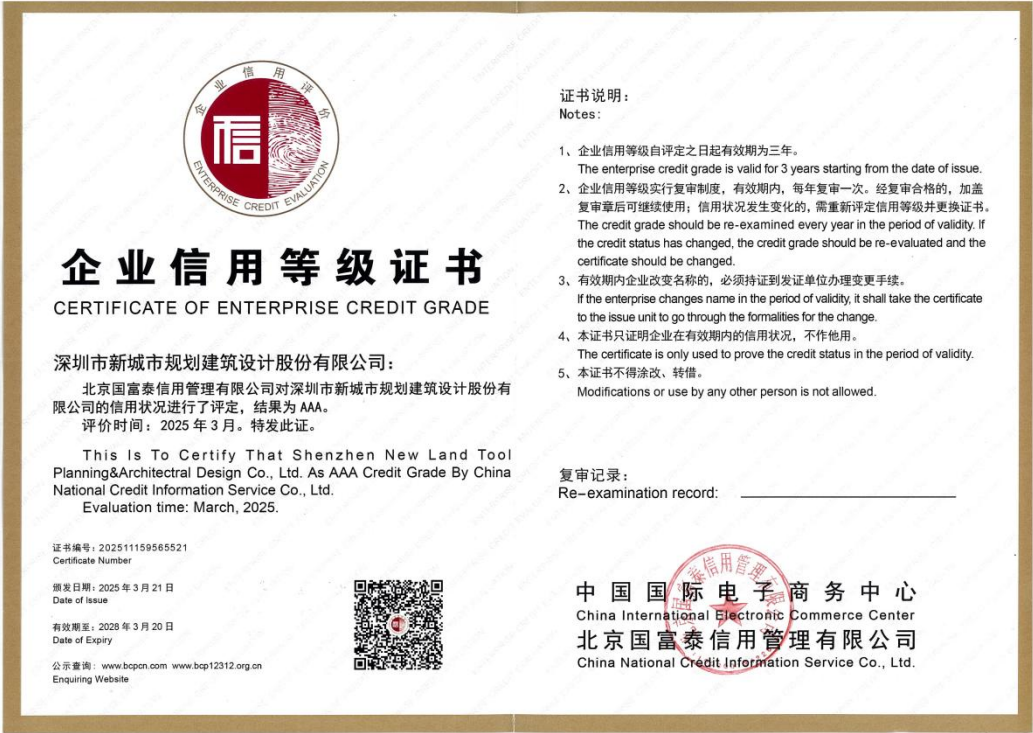 企业信用评价
信
ENTERPRISE CREDIT EVALUATION
企业信用等级证书
CERTIFICATE OF ENTERPRISE CREDIT GRADE
深圳市新城市规划建筑设计股份有限公司：
北京国富泰信用管理有限公司对深圳市新城市规划建筑设计股份有
限公司的信用状况进行了评定，结果为 AAA。
评价时间：2025 年 3 月。特发此证。
This Is To Certify That Shenzhen New Land Tool
Planning&Architectral Design Co., Ltd. As AAA Credit Grade By China
National Credit Information Service Co., Ltd.
Evaluation time: March, 2025.
证书编号：202511159565521
Certificate Number
颁发日期：2025 年 3 月 21 日
Date of Issue
有效期至：2028 年 3 月 20 日
Date of Expiry
公示查询：www.bcpcn.com www.bcp12312.org.cn
Enquiring Website
证书说明：
Notes:
1、企业信用等级自评定之日起有效期为三年。
The enterprise credit grade is valid for 3 years starting from the date of issue.
2、企业信用等级实行复审制度，有效期内，每年复审一次。经复审合格的，加盖
复审章后可继续使用；信用状况发生变化的，需重新评定信用等级并更换证书。
The credit grade should be re-examined every year in the period of validity. If
the credit status has changed, the credit grade should be re-evaluated and the
certificate should be changed.
3、有效期内企业改变名称的，必须持证到发证单位办理变更手续。
If the enterprise changes name in the period of validity, it shall take the certificate
to the issue unit to go through the formalities for the change.
4、本证书只证明企业在有效期内的信用状况，不作他用。
The certificate is only used to prove the credit status in the period of validity.
5、本证书不得涂改、转借。
Modifications or use by any other person is not allowed.
复审记录：
Re-examination record:
中国国际电子商务中心
China International Electronic Commerce Center
北京国富泰信用管理有限公司
China National Credit Information Service Co., Ltd.
北京国富泰信用管理有限公司